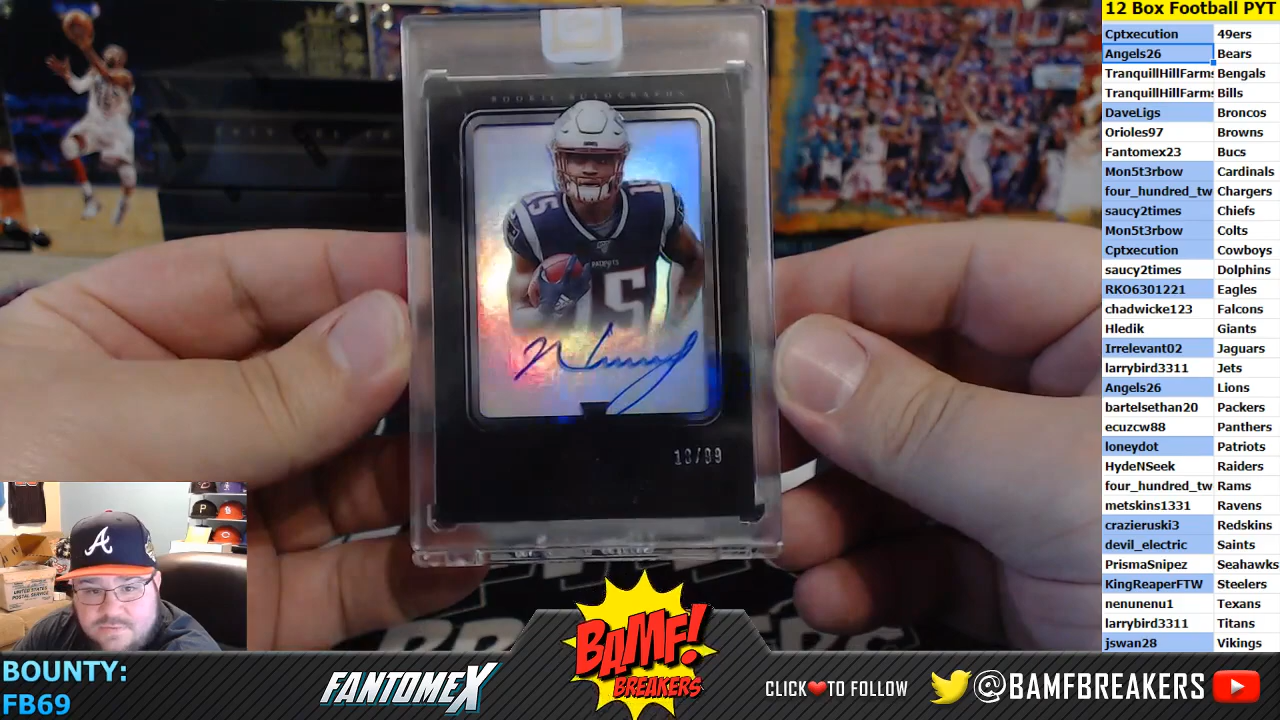 ROOKIE AUTOGRAPHS
15
15
PATRIOTS
15
12 Box Football PYT
Cptxecution 49ers
Angels26 Bears
TranquillHillFarms Bengals
TranquillHillFarms Bills
DaveLigs Broncos
Orioles97 Browns
Fantomex23 Bucs
Mon5t3rbow Cardinals
four_hundred_tw Chargers
saucy2times Chiefs
Mon5t3rbow Colts
Cptxecution Cowboys
saucy2times Dolphins
RKO6301221 Eagles
chadwicke123 Falcons
Hledik Giants
Irrelevant02 Jaguars
larrybird3311 Jets
Angels26 Lions
bartelsethan20 Packers
ecuzcw88 Panthers
loneydot Patriots
HydeNSeek Raiders
four_hundred_tw Rams
metskins1331 Ravens
crazieruski3 Redskins
devil_electric Saints
PrismaSnipez Seahawks
KingReaperFTW Steelers
nenunenu1 Texans
larrybird3311 Titans
jswan28 Vikings
A
P
BOUNTY:
FB69
FANTOMEX
BAMF!
BREAKERS
CLICK TO FOLLOW
@BAMFBREAKERS